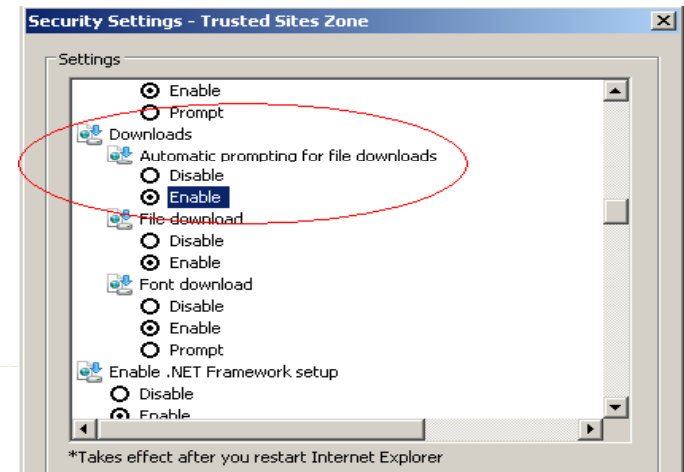 Security Settings - Trusted Sites Zone
Settings
Enable
Prompt
Downloads
Automatic prompting for file downloads
Disable
Enable
File download
Disable
Enable
Font download
Disable
Enable
Prompt
Enable .NET Framework setup
Disable
Enable
*Takes effect after you restart Internet Explorer